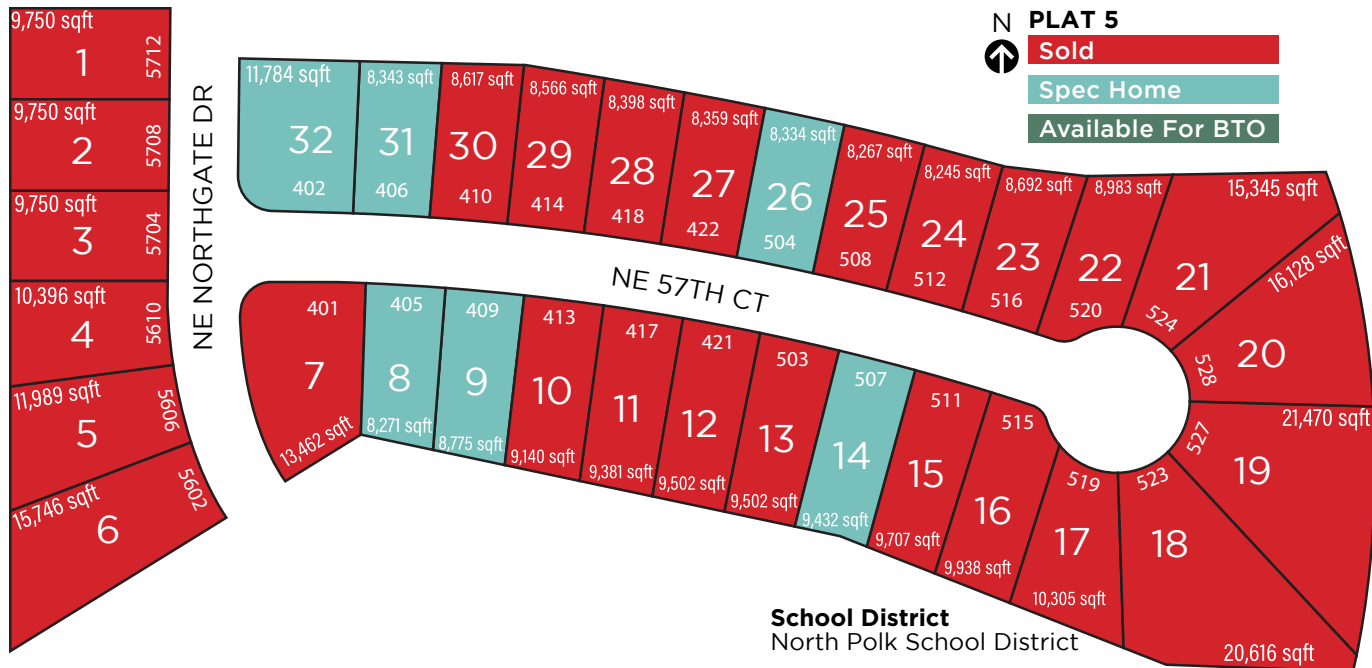 N
PLAT 5
Sold
Spec Home
Available For BTO
9,750 sqft
1
5712
9,750 sqft
2
5708
9,750 sqft
3
5704
10,396 sqft
4
5610
11,989 sqft
5
5606
15,746 sqft
6
5602
NE NORTHGATE DR
11,784 sqft
32
402
8,343 sqft
31
406
8,617 sqft
30
410
8,566 sqft
29
414
8,398 sqft
28
418
8,359 sqft
27
422
8,334 sqft
26
504
8,267 sqft
25
508
8,245 sqft
24
512
8,692 sqft
23
516
8,983 sqft
22
520
15,345 sqft
21
524
16,128 sqft
20
528
NE 57TH CT
401
7
13,462 sqft
405
8
8,271 sqft
409
9
8,775 sqft
413
10
9,140 sqft
417
11
9,381 sqft
421
12
9,502 sqft
503
13
9,502 sqft
507
14
9,432 sqft
511
15
9,707 sqft
515
16
9,938 sqft
519
17
10,305 sqft
523
18
20,616 sqft
527
19
21,470 sqft
School District
North Polk School District